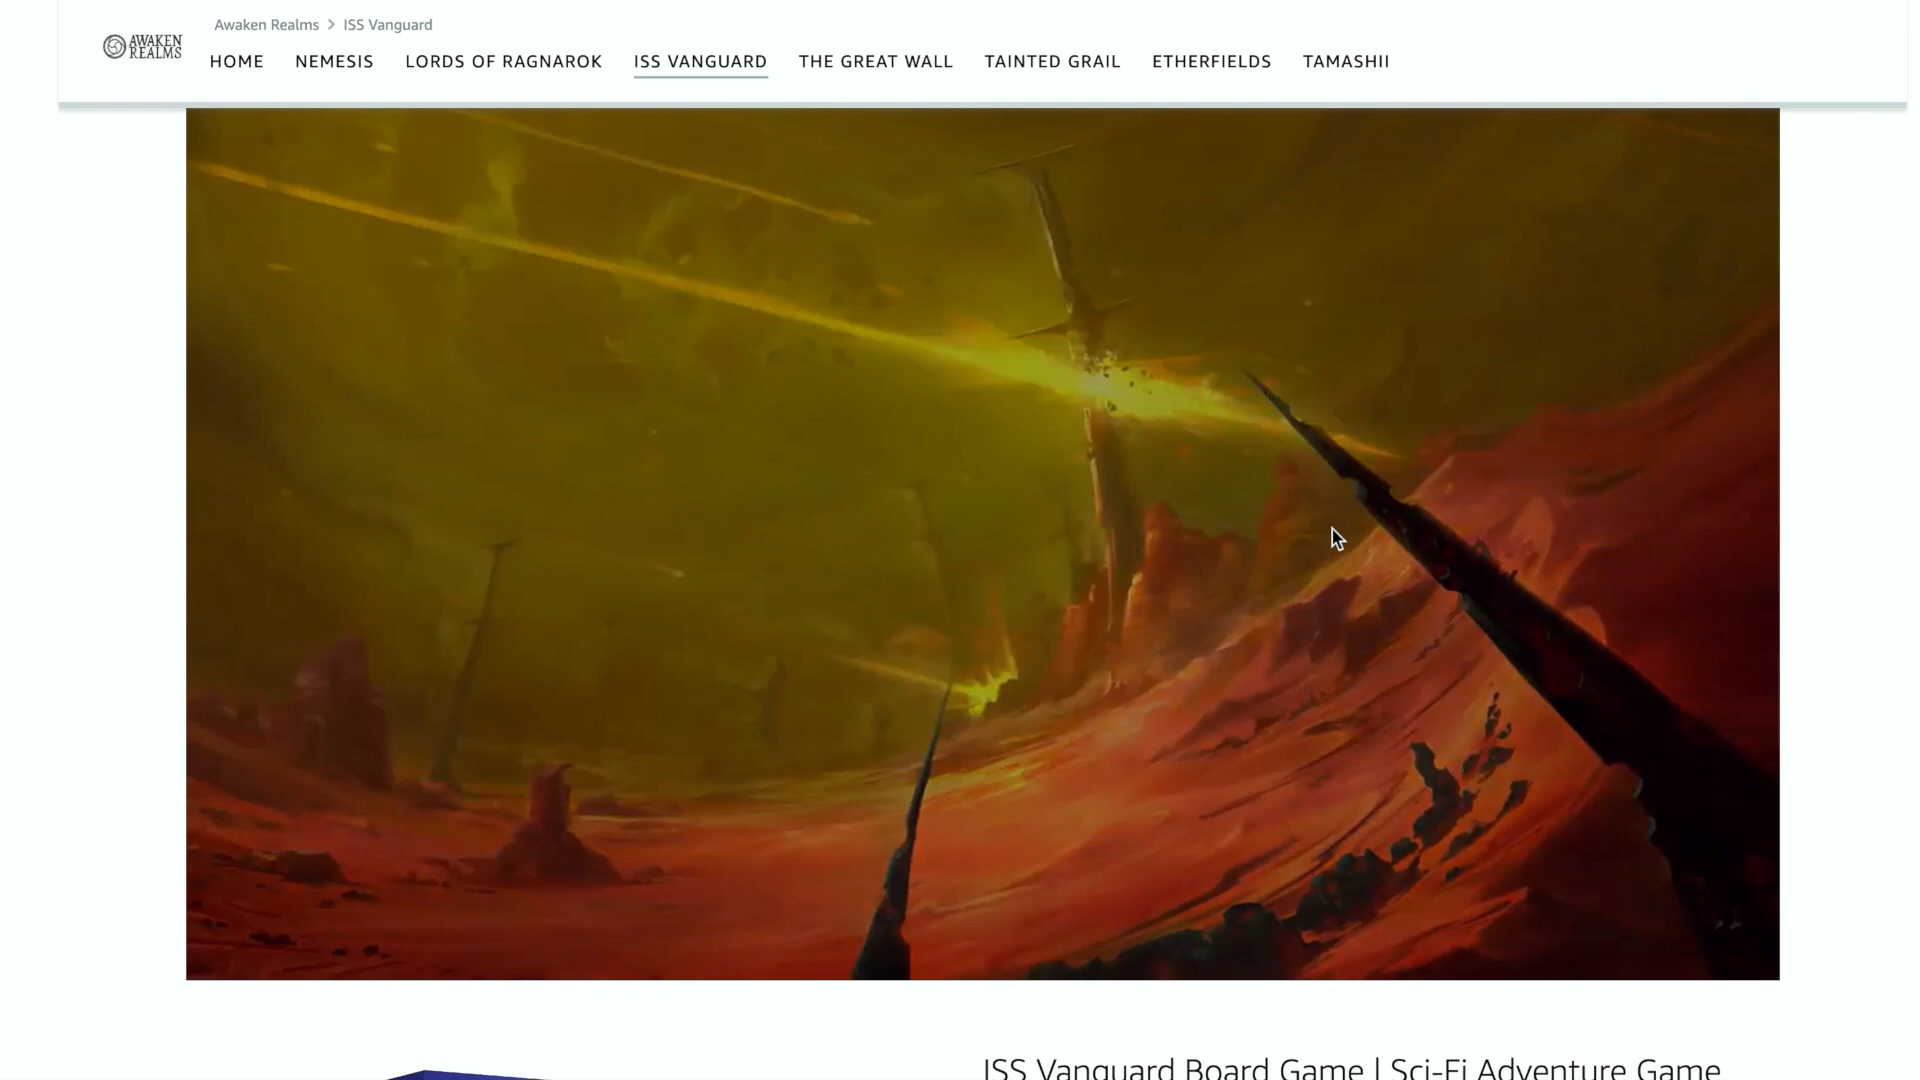 Awaken Realms > ISS Vanguard
AWAKEN
REALMS
HOME NEMESIS LORDS OF RAGNAROK ISS VANGUARD THE GREAT WALL TAINTED GRAIL ETHERFIELDS TAMASHII
ISS Vanguard Board Game | Sci-Fi Adventure Game